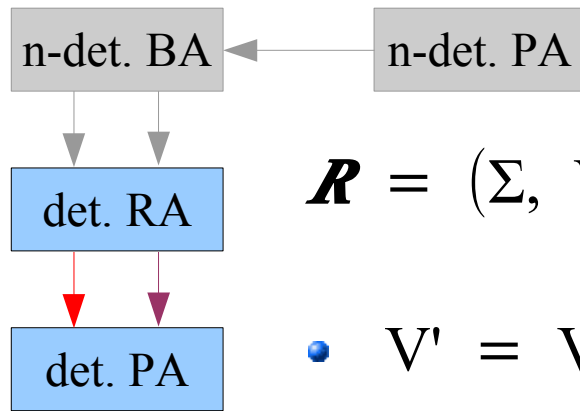 n-det. BA
n-det. PA
det. RA
R = (Σ,
det. PA
V' =